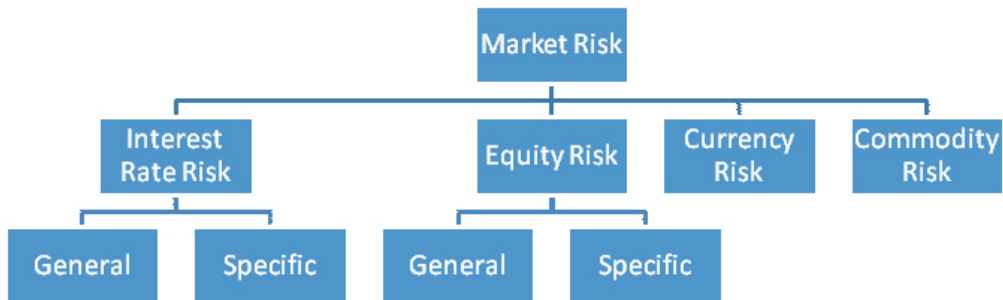 Market Risk
Interest
Rate Risk
Equity Risk
Currency
Risk
Commodity
Risk
General
Specific
General
Specific